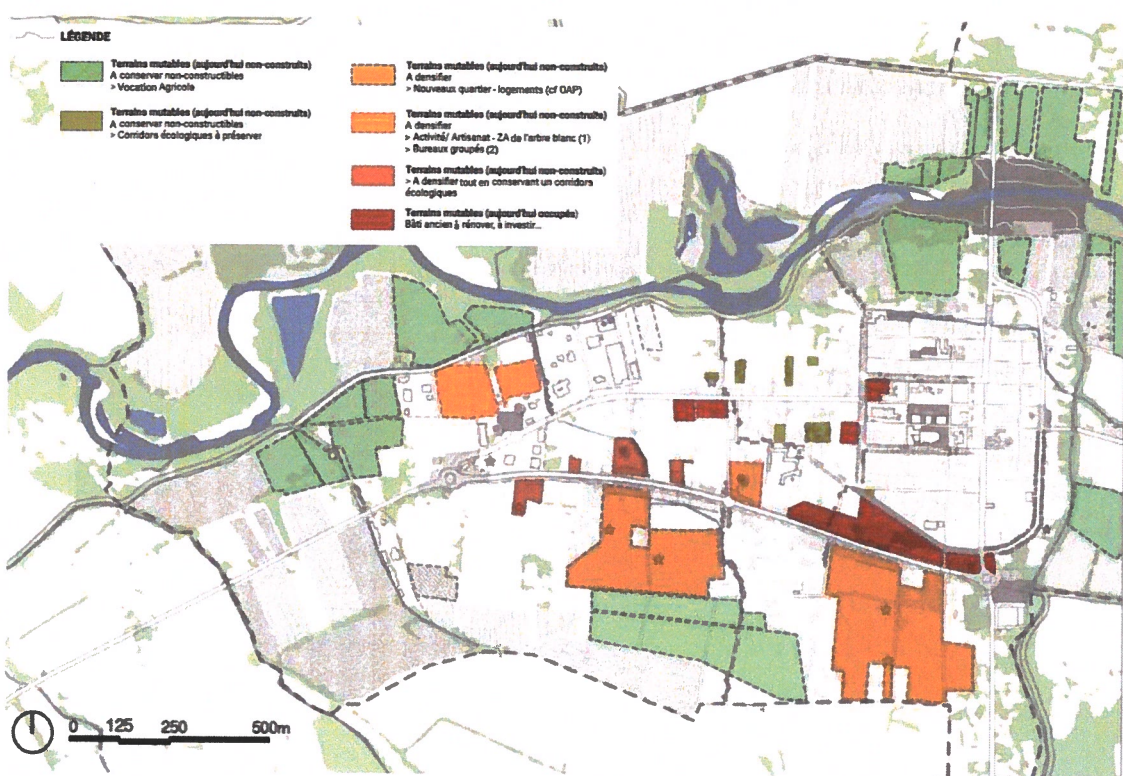 LÉGENDE
Terrains mutables (aujourd'hui non-construits)
A conserver non-constructibles
> Vocation Agricole
Terrains mutables (aujourd'hui non-construits)
A conserver non-constructibles
> Corridors écologiques à préserver
Terrains mutables (aujourd'hui non-construits)
A densifier
> Nouveaux quartier - logements (cf OAP)
Terrains mutables (aujourd'hui non-construits)
A densifier
> Activité/ Artisanat - ZA de l'arbre blanc (1)
> Bureaux groupés (2)
Terrains mutables (aujourd'hui non-construits)
> A densifier tout en conservant un corridors
écologiques
Terrains mutables (aujourd'hui occupés)
Bâti ancien à rénover, à investir...
0 125 250 500m